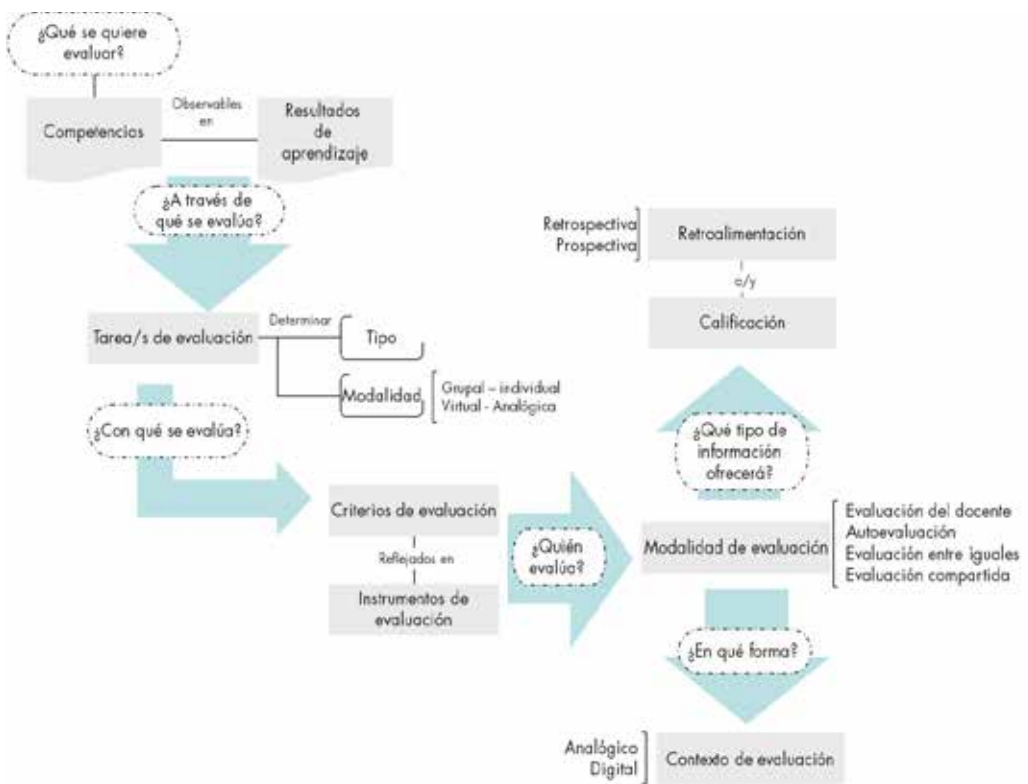 ¿Qué se quiere
evaluar?
Competencias
Observables
en
Resultados
de
aprendizaje
¿A través de
qué se evalúa?
Tarea/s de evaluación
Determinar
Tipo
Modalidad
Grupal – individual
Virtual - Analógica
¿Con qué se evalúa?
Criterios de evaluación
Reflejados en
Instrumentos de
evaluación
¿Quién
evalúa?
Modalidad de evaluación
Evaluación del docente
Autoevaluación
Evaluación entre iguales
Evaluación compartida
¿Qué tipo de
información
ofrecerá?
Calificación
o/y
Retroalimentación
Retrospectiva
Prospectiva
¿En qué forma?
Contexto de evaluación
Analógico
Digital